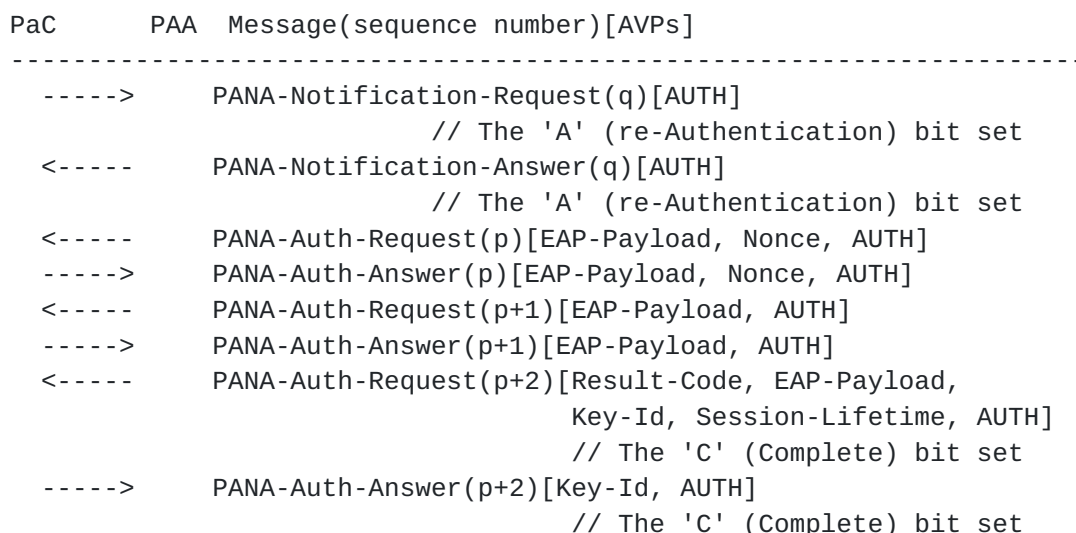 PaC      PAA  Message(sequence number)[AVPs]
---------------------------------------------------------------------
  ----->     PANA-Notification-Request(q)[AUTH]
                           // The 'A' (re-Authentication) bit set
  <-----     PANA-Notification-Answer(q)[AUTH]
                           // The 'A' (re-Authentication) bit set
  <-----     PANA-Auth-Request(p)[EAP-Payload, Nonce, AUTH]
  ----->     PANA-Auth-Answer(p)[EAP-Payload, Nonce, AUTH]
  <-----     PANA-Auth-Request(p+1)[EAP-Payload, AUTH]
  ----->     PANA-Auth-Answer(p+1)[EAP-Payload, AUTH]
  <-----     PANA-Auth-Request(p+2)[Result-Code, EAP-Payload,
                                    Key-Id, Session-Lifetime, AUTH]
                                    // The 'C' (Complete) bit set
  ----->     PANA-Auth-Answer(p+2)[Key-Id, AUTH]
                                    // The 'C' (Complete) bit set